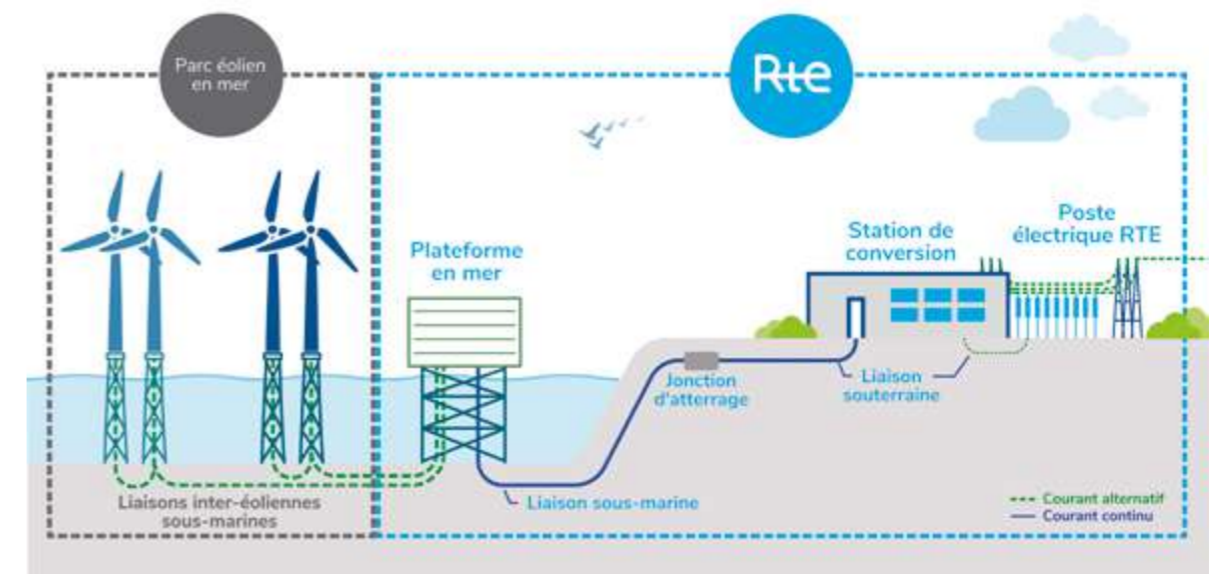 Parc éolien
en mer
Rte
Plateforme
en mer
Station de
conversion
Poste
électrique RTE
Jonction
d'atterrage
Liaison
souterraine
Liaisons inter-éoliennes
sous-marines
Liaison sous-marine
Courant alternatif
Courant continu